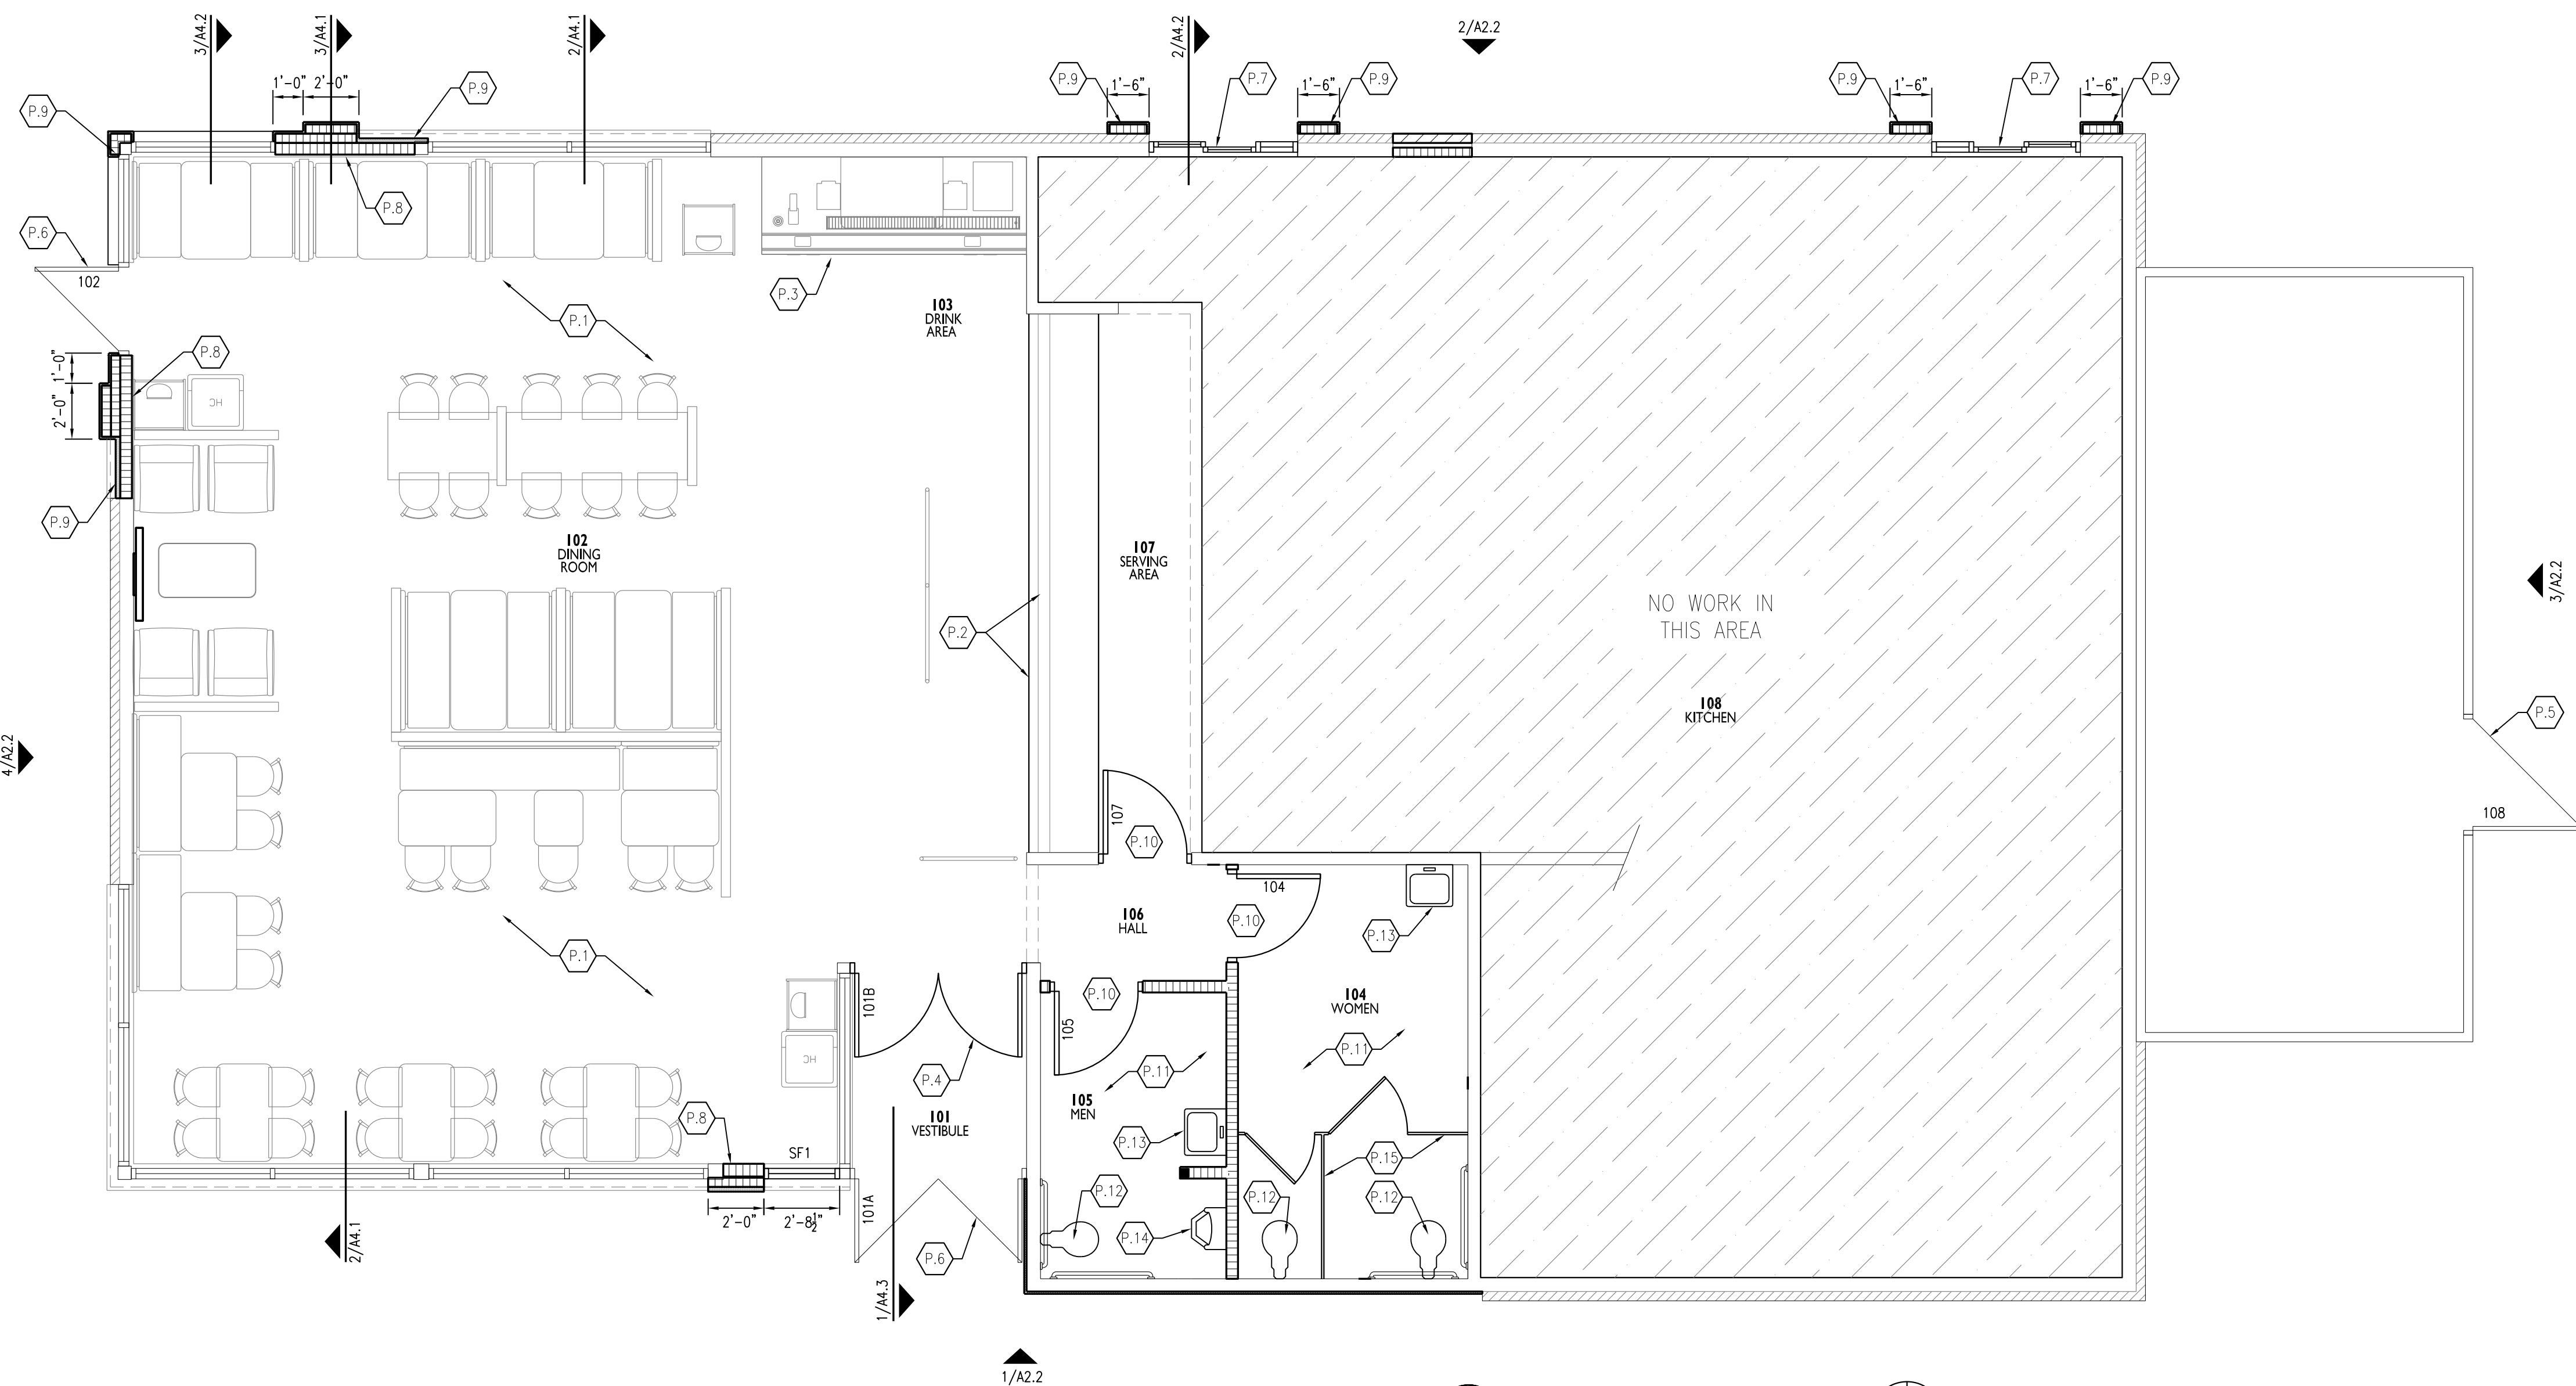 3/A4.2
3/A4.1
2/A4.1
2/A4.2
2/A2.2
1'-0" 2'-0"
P.9
P.9
P.9
1'-6"
P.7
1'-6"
P.9
P.9
1'-6"
P.7
1'-6"
P.9
P.8
P.6
102
P.3
P.1
103
DRINK
AREA
P.8
1'-0"
2'-0"
HC
P.9
102
DINING
ROOM
107
SERVING
AREA
P.2
NO WORK IN
THIS AREA
3/A2.2
108
KITCHEN
P.5
108
4/A2.2
107
P.10
104
P.10
106
HALL
P.13
P.1
101B
P.10
105
104
WOMEN
HC
P.4
P.11
P.11
105
MEN
P.8
101
VESTIBULE
P.13
SF1
P.15
101A
P.12
P.12
P.12
2'-0" 2'-8½"
P.14
2/A4.1
P.6
1/A4.3
1/A2.2